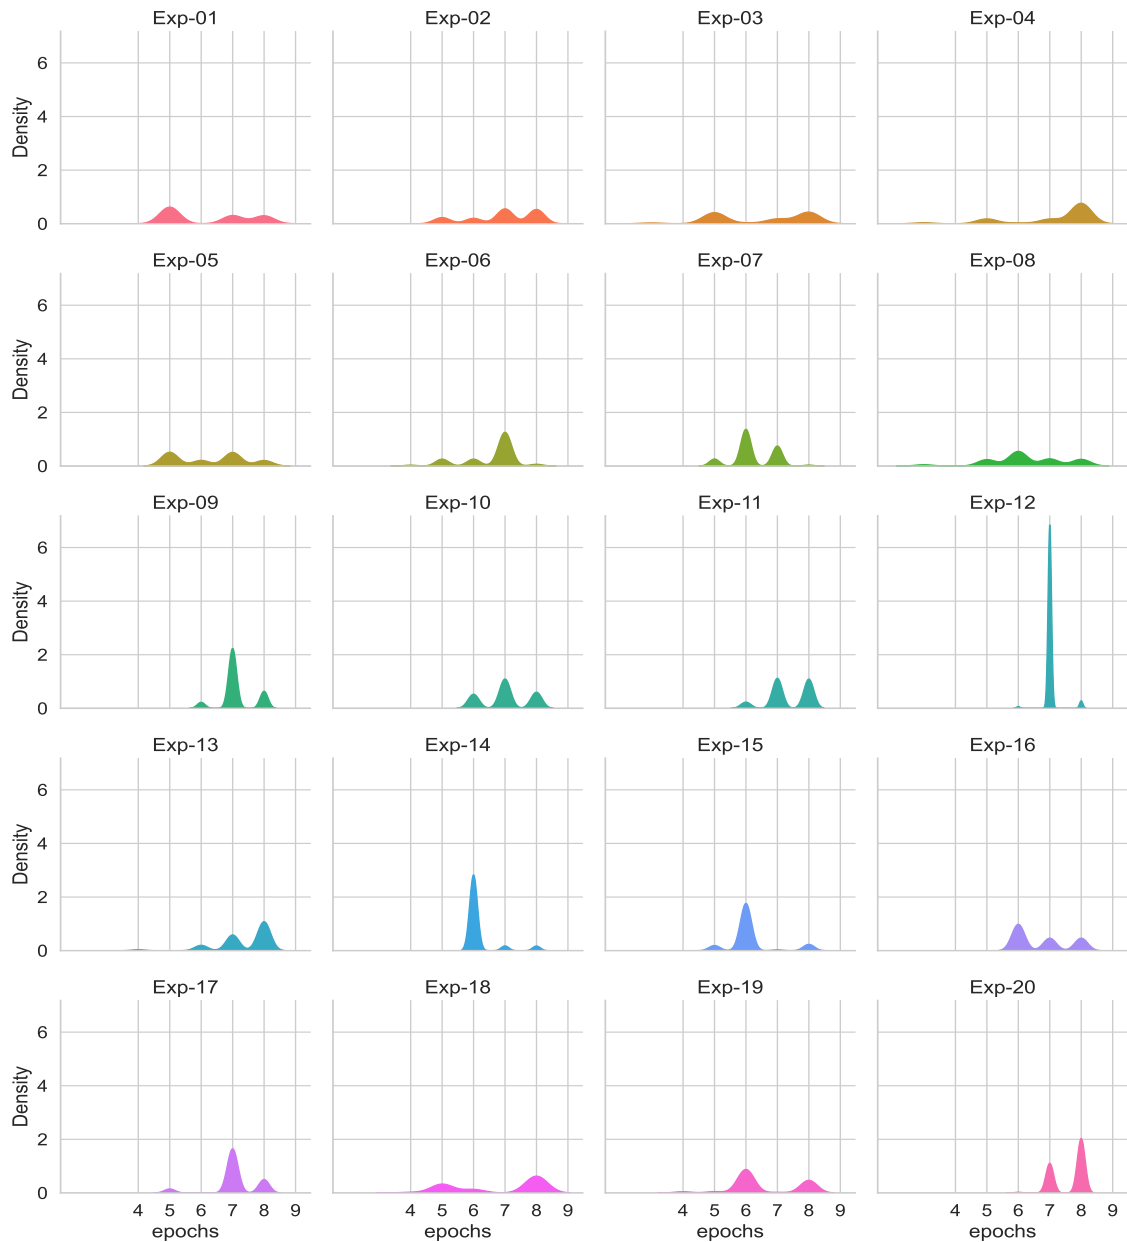 Exp-01 Exp-02 Exp-03 Exp-04
6
4
2
0
Density
Exp-05 Exp-06 Exp-07 Exp-08
6
4
2
0
Density
Exp-09 Exp-10 Exp-11 Exp-12
6
4
2
0
Density
Exp-13 Exp-14 Exp-15 Exp-16
6
4
2
0
Density
Exp-17 Exp-18 Exp-19 Exp-20
6
4
2
0
Density
4 5 6 7 8 9 4 5 6 7 8 9 4 5 6 7 8 9 4 5 6 7 8 9
epochs epochs epochs epochs